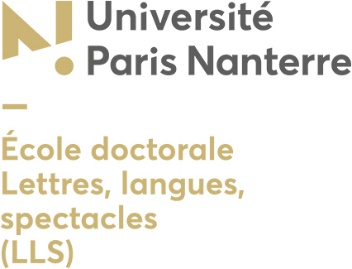 Université
Paris Nanterre
École doctorale
Lettres, langues,
spectacles
(LLS)